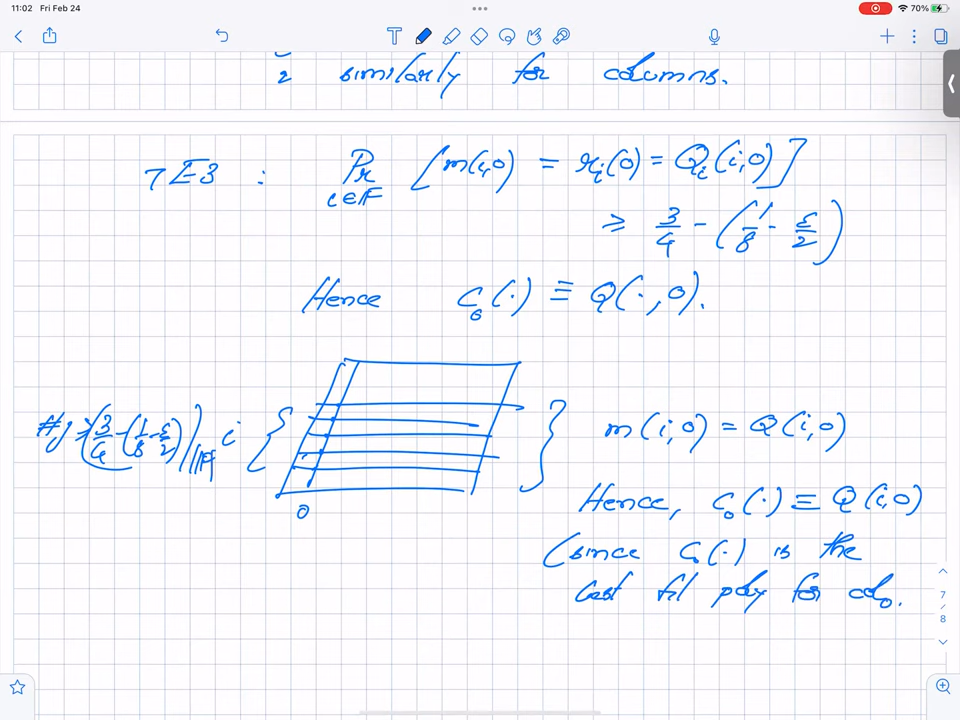 11:02 Fri Feb 24
70%
2 similarly for columns.
¬E3 : Pr [m(i,0) = r_i(0) = Q_i(i,0)]
i∈F
≥ 3/4 - (1/8 - ε/2)
Hence C_0(·) ≡ Q(·,0).
m(i,0) = Q(i,0)
(3/4 - (1/8 - ε/2)) |F| i
0
Hence, C_0(·) ≡ Q(i,0)
(since C_0(·) is the
best fit poly for col_0.
7
/
8